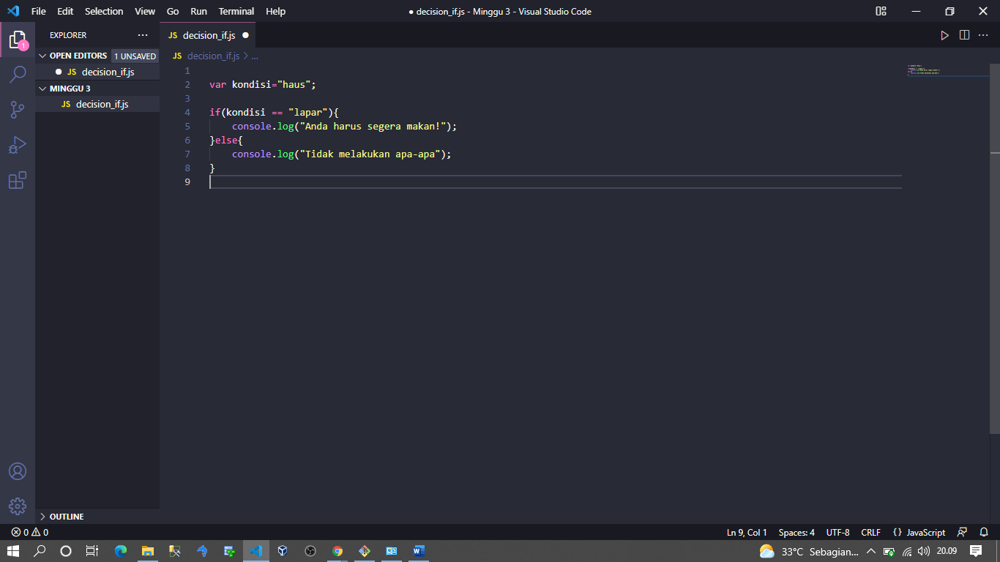 File Edit Selection View Go Run Terminal Help
● decision_if.js - Minggu 3 - Visual Studio Code
EXPLORER ···
JS decision_if.js ●
1
OPEN EDITORS 1 UNSAVED
● JS decision_if.js
MINGGU 3
JS decision_if.js
JS decision_if.js > ...
1
2 var kondisi="haus";
3
4 if(kondisi == "lapar"){
5     console.log("Anda harus segera makan!");
6 }else{
7     console.log("Tidak melakukan apa-apa");
8 }
9
OUTLINE
0 0
Ln 9, Col 1 Spaces: 4 UTF-8 CRLF {} JavaScript
33°C Sebagian... 20.09